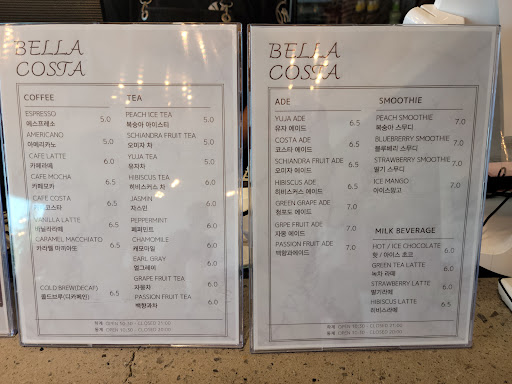 BELLA
COSTA
COFFEE
ESPRESSO 5.0
에스프레소
AMERICANO 5.0
아메리카노
CAFE LATTE 6.0
카페라떼
CAFE MOCHA 6.5
카페모카
CAFE COSTA 6.5
코스타
VANILLA LATTE 6.5
바닐라라떼
CARAMEL MACCHIATO 6.5
카라멜 마끼아또
COLD BREW(DECAF) 6.5
콜드브루(디카페인)
TEA
PEACH ICE TEA 5.0
복숭아 아이스티
SCHIANDRA FRUIT TEA 5.0
오미자 차
YUJA TEA 5.0
유자차
HIBISCUS TEA 6.0
히비스커스 차
JASMIN 6.0
자스민
PEPPERMINT 6.0
페퍼민트
CHAMOMILE 6.0
캐모마일
EARL GRAY 6.0
얼그레이
GRAPE FRUIT TEA 6.0
자몽차
PASSION FRUIT TEA 6.0
백향과차
BELLA
COSTA
ADE
YUJA ADE 6.5
유자 에이드
COSTA ADE 6.5
코스타 에이드
SCHIANDRA FRUIT ADE 6.5
오미자 에이드
HIBISCUS ADE 6.5
히비스커스 에이드
GREEN GRAPE ADE 7.0
청포도 에이드
GRPE FRUIT ADE 7.0
자몽 에이드
PASSION FRUIT ADE 7.0
백향과에이드
SMOOTHIE
PEACH SMOOTHIE 7.0
복숭아 스무디
BLUEBRERRY SMOOTHIE 7.0
블루베리 스무디
STRAWBERRY SMOOTHIE 7.0
딸기 스무디
ICE MANGO 7.0
아이스망고
MILK BEVERAGE
HOT / ICE CHOCOLATE 6.0
핫 / 아이스 초코
GREEN TEA LATTE 6.0
녹차 라떼
STRAWBERRY LATTE 6.0
딸기라떼
HIBISCUS LATTE 6.0
히비스라떼